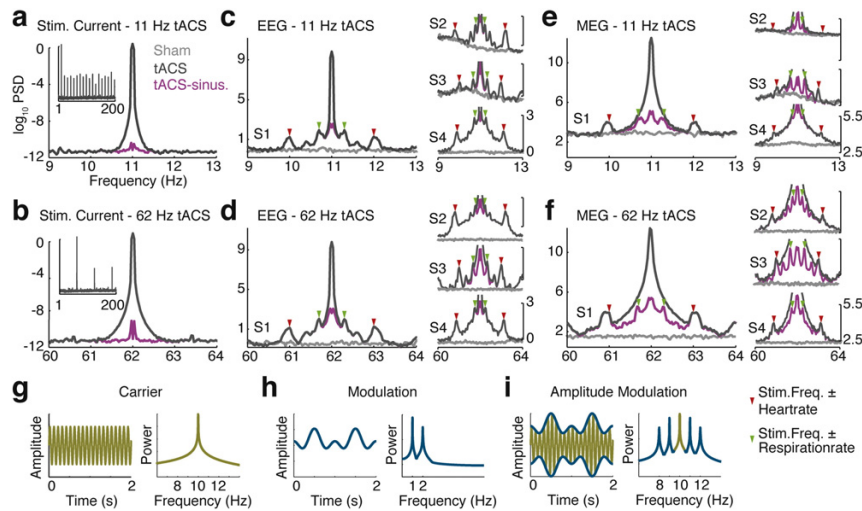 a Stim. Current - 11 Hz tACS
Sham
tACS
tACS-sinus.
log10 PSD
0
-4
-8
-12
1 200
9 10 11 12 13
Frequency (Hz)
c EEG - 11 Hz tACS
9
5
1
S1
9 10 11 12 13
S2
S3
S4
3
0
9 13
e MEG - 11 Hz tACS
10
6
2
S1
9 10 11 12 13
S2
S3
S4
5.5
2.5
9 13
b Stim. Current - 62 Hz tACS
0
-4
-8
-12
1 200
60 61 62 63 64
d EEG - 62 Hz tACS
9
5
1
S1
60 61 62 63 64
S2
S3
S4
3
0
60 64
f MEG - 62 Hz tACS
10
6
2
S1
60 61 62 63 64
S2
S3
S4
5.5
2.5
60 64
g Carrier
Amplitude
0 2
Time (s)
Power
8 10 12
Frequency (Hz)
h Modulation
Amplitude
0 2
Time (s)
Power
1 2
Frequency (Hz)
i Amplitude Modulation
Amplitude
0 2
Time (s)
Power
8 10 12
Frequency (Hz)
Stim.Freq. ±
Heartrate
Stim.Freq. ±
Respirationrate